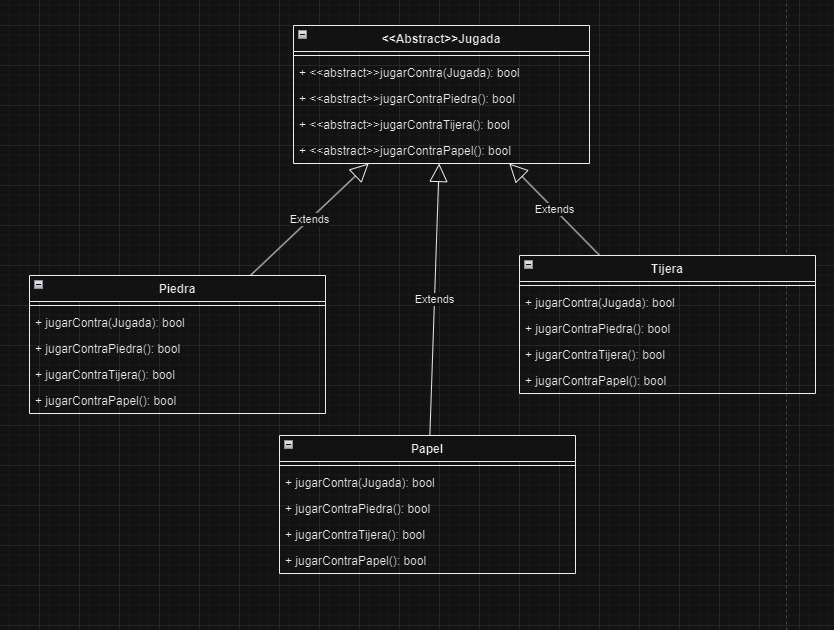 <<Abstract>>Jugada
+ <<abstract>>jugarContra(Jugada): bool
+ <<abstract>>jugarContraPiedra(): bool
+ <<abstract>>jugarContraTijera(): bool
+ <<abstract>>jugarContraPapel(): bool
Extends
Extends
Extends
Piedra
+ jugarContra(Jugada): bool
+ jugarContraPiedra(): bool
+ jugarContraTijera(): bool
+ jugarContraPapel(): bool
Tijera
+ jugarContra(Jugada): bool
+ jugarContraPiedra(): bool
+ jugarContraTijera(): bool
+ jugarContraPapel(): bool
Papel
+ jugarContra(Jugada): bool
+ jugarContraPiedra(): bool
+ jugarContraTijera(): bool
+ jugarContraPapel(): bool